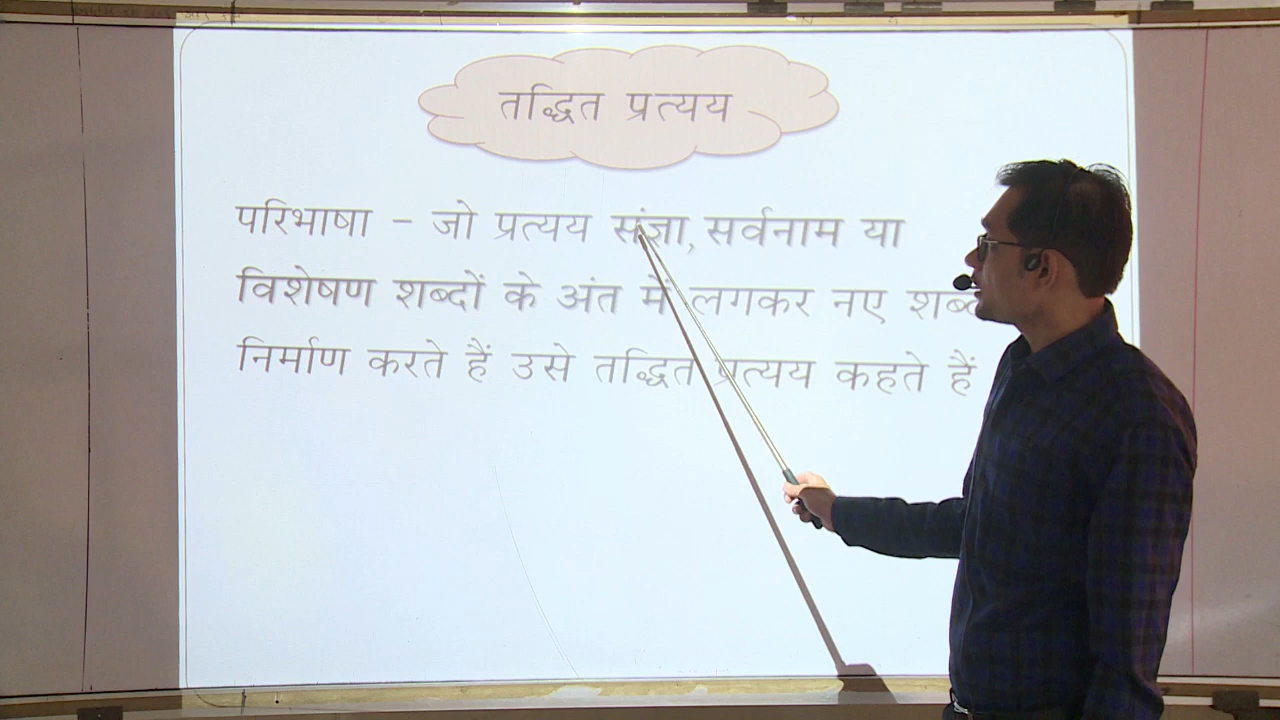 तद्धित प्रत्यय
परिभाषा - जो प्रत्यय संज्ञा, सर्वनाम या
विशेषण शब्दों के अंत में लगकर नए
निर्माण करते हैं उसे तद्धित प्रत्यय कहते हैं